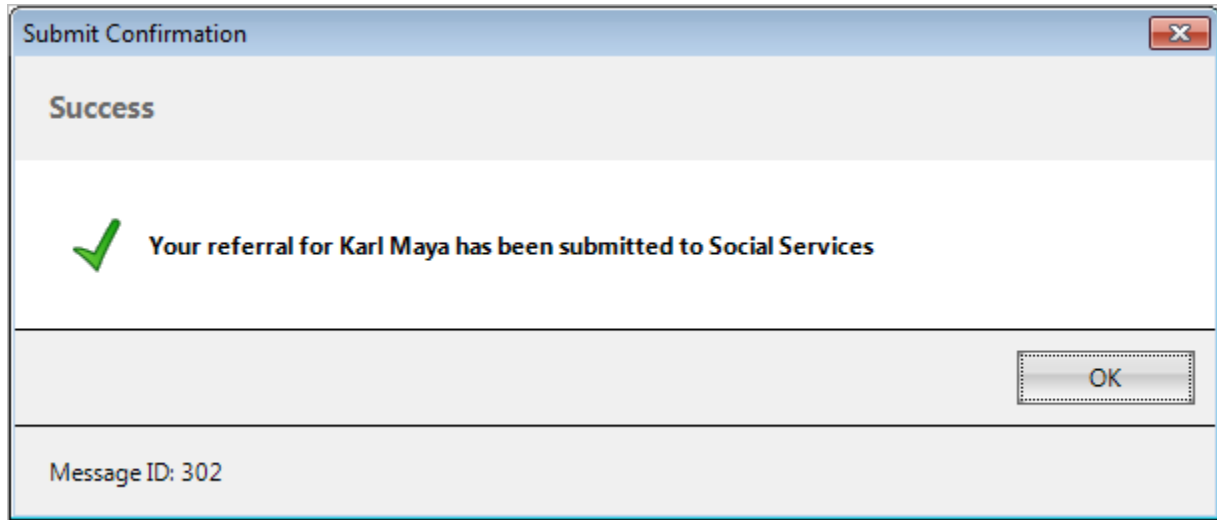 Submit Confirmation
Success
Your referral for Karl Maya has been submitted to Social Services
OK
Message ID: 302